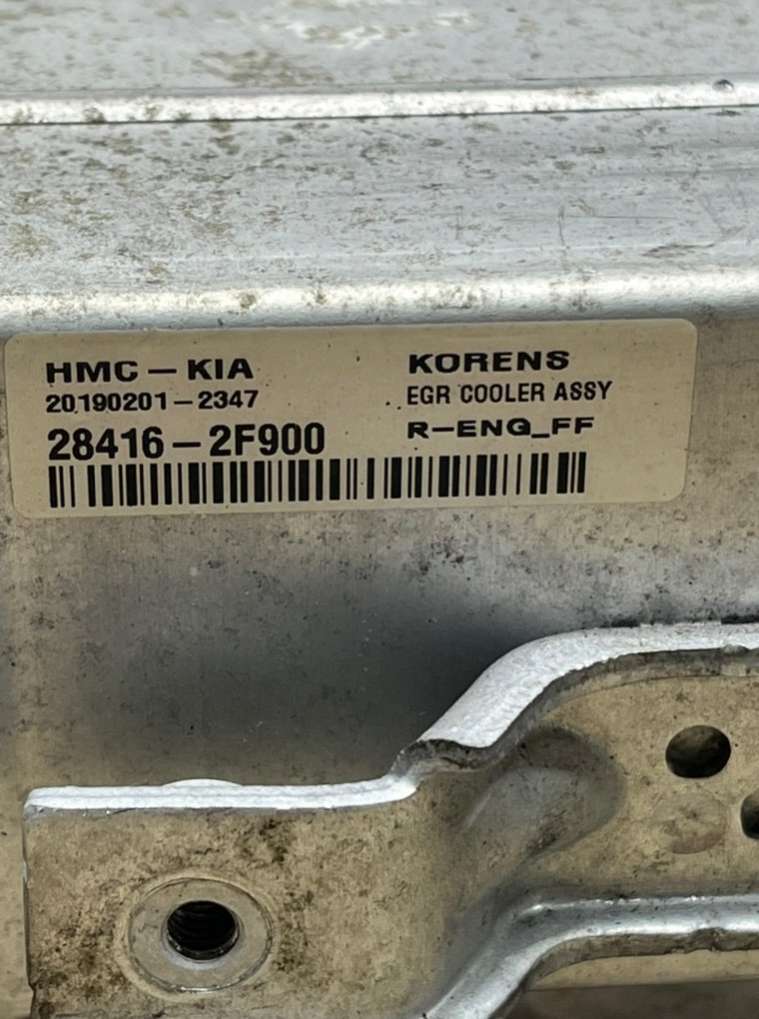 HMC-KIA
20190201-2347
28416-2F900
KORENS
EGR COOLER ASSY
R-ENG_FF